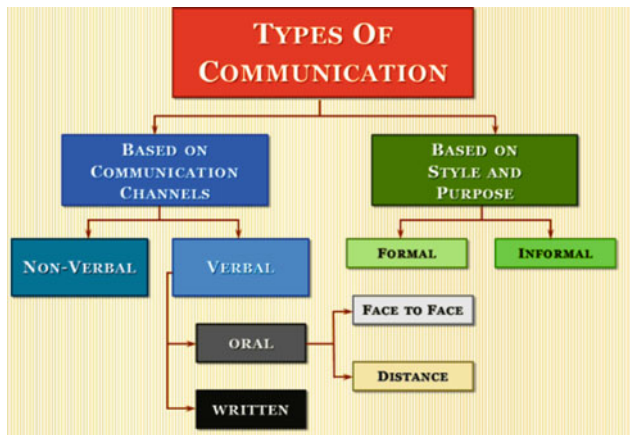 TYPES OF
COMMUNICATION
BASED ON
COMMUNICATION
CHANNELS
BASED ON
STYLE AND
PURPOSE
NON-VERBAL
VERBAL
FORMAL
INFORMAL
ORAL
FACE TO FACE
DISTANCE
WRITTEN